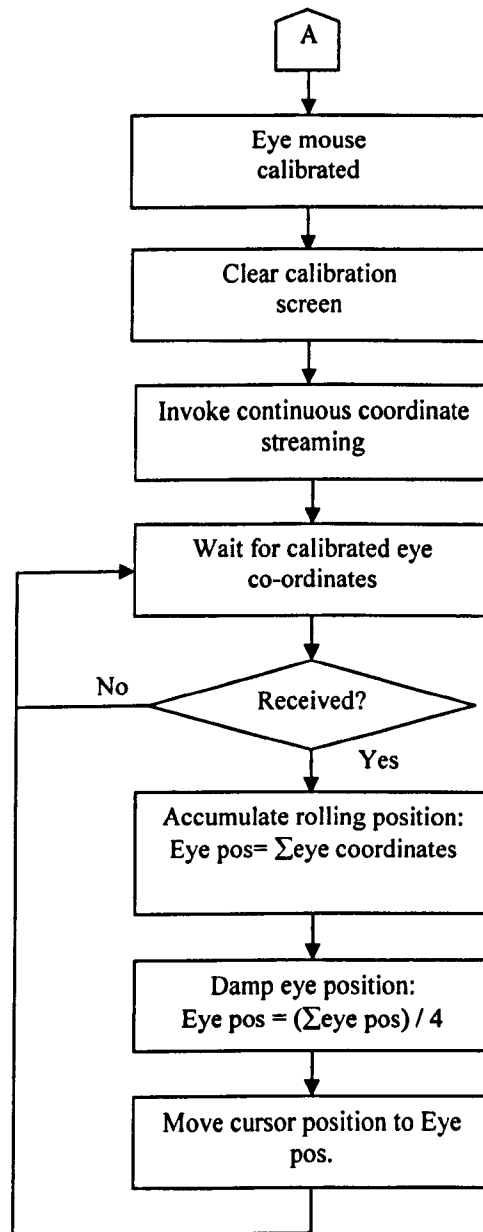 A
Eye mouse
calibrated
Clear calibration
screen
Invoke continuous coordinate
streaming
Wait for calibrated eye
co-ordinates
No
Received?
Yes
Accumulate rolling position:
Eye pos= ∑eye coordinates
Damp eye position:
Eye pos = (∑eye pos) / 4
Move cursor position to Eye
pos.